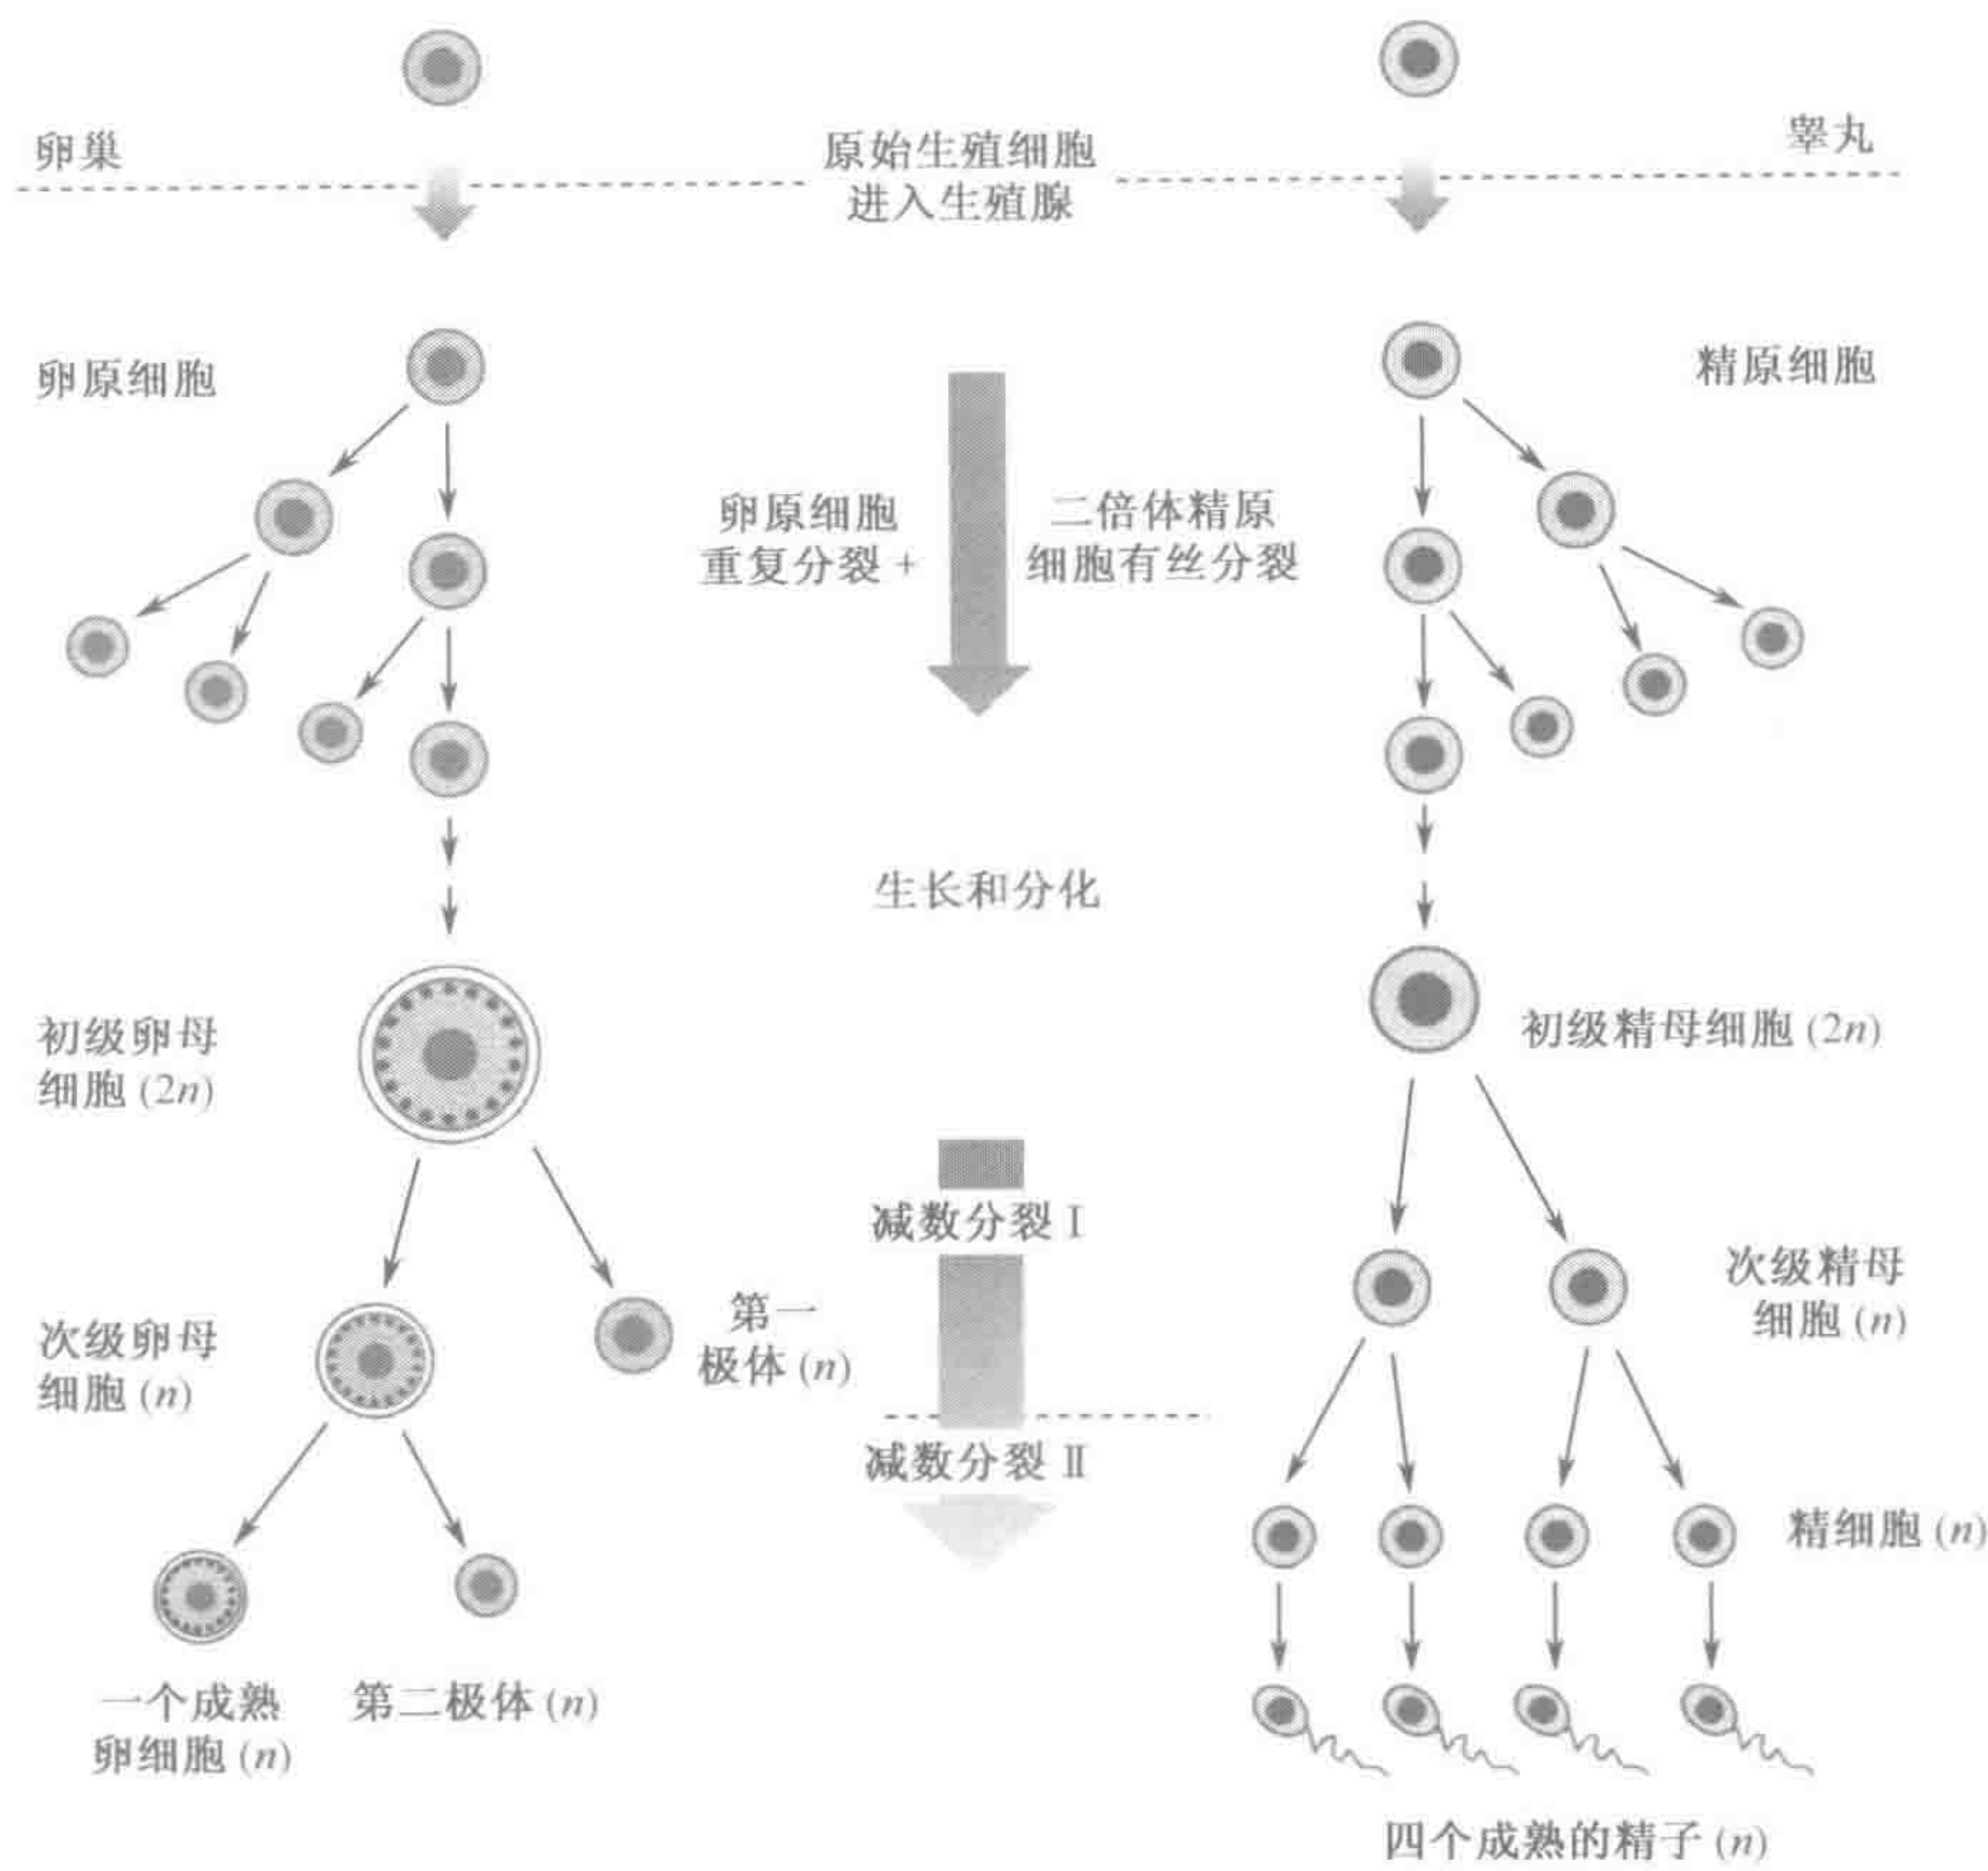 卵巢
原始生殖细胞
进入生殖腺
睾丸
卵原细胞
精原细胞
卵原细胞
重复分裂 +
二倍体精原
细胞有丝分裂
生长和分化
初级卵母
细胞 (2n)
初级精母细胞 (2n)
减数分裂 I
次级卵母
细胞 (n)
第一
极体 (n)
次级精母
细胞 (n)
减数分裂 II
精细胞 (n)
一个成熟
卵细胞 (n)
第二极体 (n)
四个成熟的精子 (n)